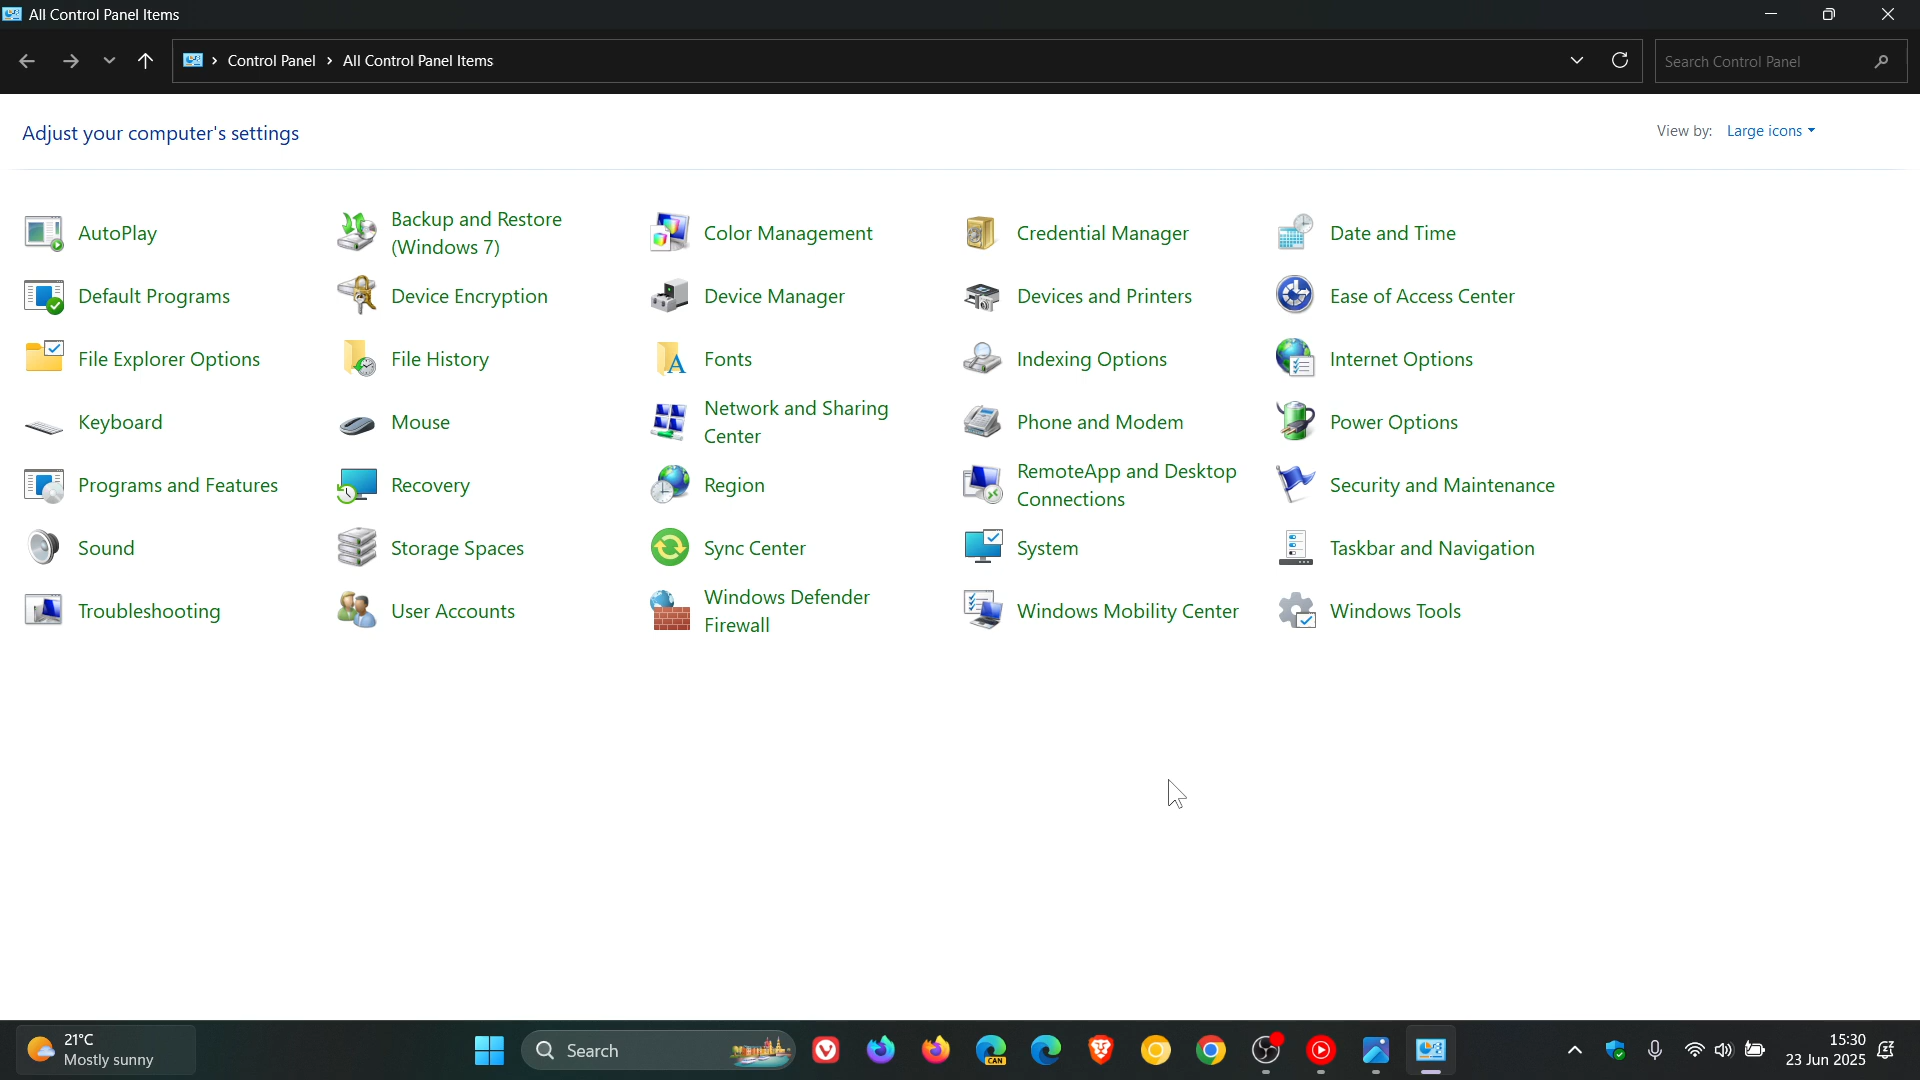 All Control Panel Items
Control Panel > All Control Panel Items
Search Control Panel
Adjust your computer's settings
View by: Large icons
AutoPlay
Backup and Restore
(Windows 7)
Color Management
Credential Manager
Date and Time
Default Programs
Device Encryption
Device Manager
Devices and Printers
Ease of Access Center
File Explorer Options
File History
Fonts
Indexing Options
Internet Options
Keyboard
Mouse
Network and Sharing
Center
Phone and Modem
Power Options
Programs and Features
Recovery
Region
RemoteApp and Desktop
Connections
Security and Maintenance
Sound
Storage Spaces
Sync Center
System
Taskbar and Navigation
Troubleshooting
User Accounts
Windows Defender
Firewall
Windows Mobility Center
Windows Tools
21°C
Mostly sunny
Search
CAN
15:30
23 Jun 2025